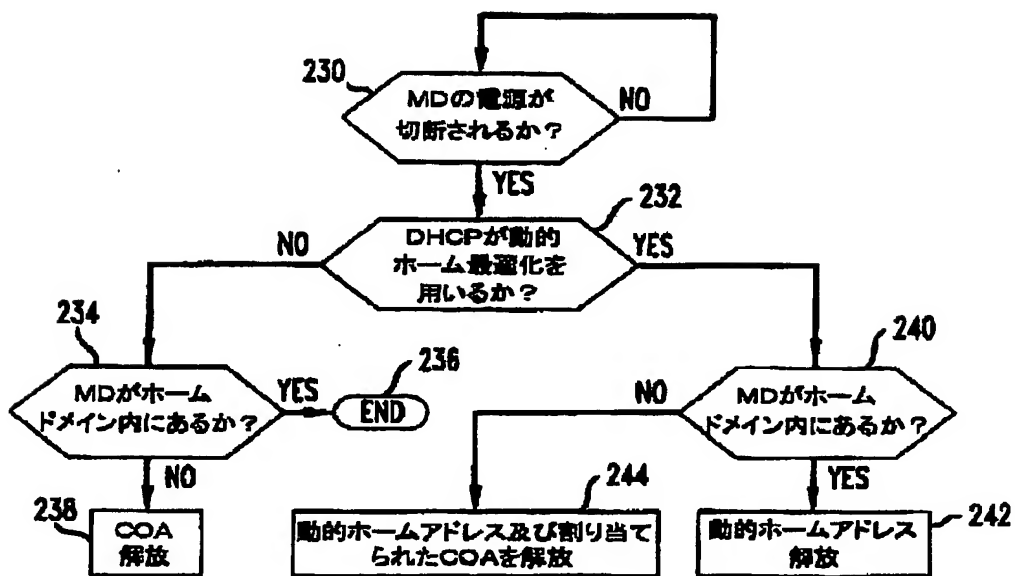 230
MDの電源が
切断されるか?
NO
YES
232
DHCPが動的
ホーム最適化を
用いるか?
NO
YES
234
MDがホーム
ドメイン内にあるか?
YES
236
END
NO
238
COA
解放
240
MDがホーム
ドメイン内にあるか?
NO
YES
244
動的ホームアドレス及び割り当て
られたCOAを解放
動的ホームアドレス
解放
242